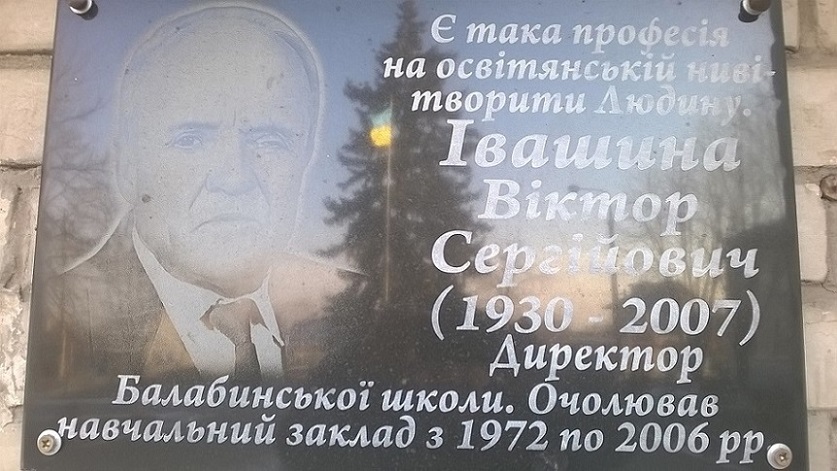 Є така професія
на освітянській ниві-
творити Людину.
Івашина
Віктор
Сергійович
(1930 - 2007)
Директор
Балабинської школи. Очолював
навчальний заклад з 1972 по 2006 рр.